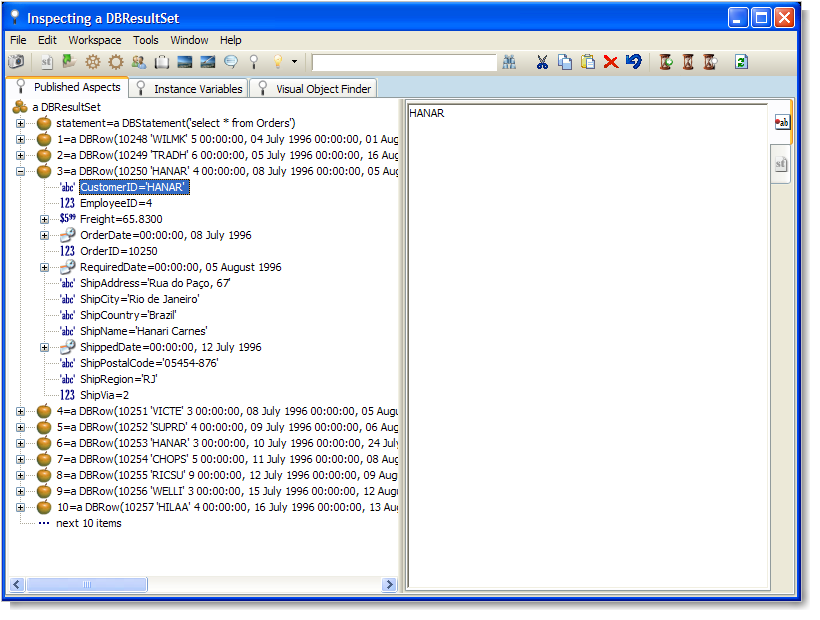 Inspecting a DBResultSet
File Edit Workspace Tools Window Help
Published Aspects Instance Variables Visual Object Finder
a DBResultSet
statement=a DBStatement('select * from Orders')
1=a DBRow(10248 'WILMK' 5 00:00:00, 04 July 1996 00:00:00, 01 Aug
2=a DBRow(10249 'TRADH' 6 00:00:00, 05 July 1996 00:00:00, 16 Aug
3=a DBRow(10250 'HANAR' 4 00:00:00, 08 July 1996 00:00:00, 05 Aug
'abc' CustomerID='HANAR'
123 EmployeeID=4
$5.99 Freight=65.8300
OrderDate=00:00:00, 08 July 1996
123 OrderID=10250
RequiredDate=00:00:00, 05 August 1996
'abc' ShipAddress='Rua do Paço, 67'
'abc' ShipCity='Rio de Janeiro'
'abc' ShipCountry='Brazil'
'abc' ShipName='Hanari Carnes'
ShippedDate=00:00:00, 12 July 1996
'abc' ShipPostalCode='05454-876'
'abc' ShipRegion='RJ'
123 ShipVia=2
4=a DBRow(10251 'VICTE' 3 00:00:00, 08 July 1996 00:00:00, 05 Aug
5=a DBRow(10252 'SUPRD' 4 00:00:00, 09 July 1996 00:00:00, 06 Aug
6=a DBRow(10253 'HANAR' 3 00:00:00, 10 July 1996 00:00:00, 24 July
7=a DBRow(10254 'CHOPS' 5 00:00:00, 11 July 1996 00:00:00, 08 Aug
8=a DBRow(10255 'RICSU' 9 00:00:00, 12 July 1996 00:00:00, 09 Aug
9=a DBRow(10256 'WELLI' 3 00:00:00, 15 July 1996 00:00:00, 12 Aug
10=a DBRow(10257 'HILAA' 4 00:00:00, 16 July 1996 00:00:00, 13 Au
... next 10 items
HANAR
ab
st